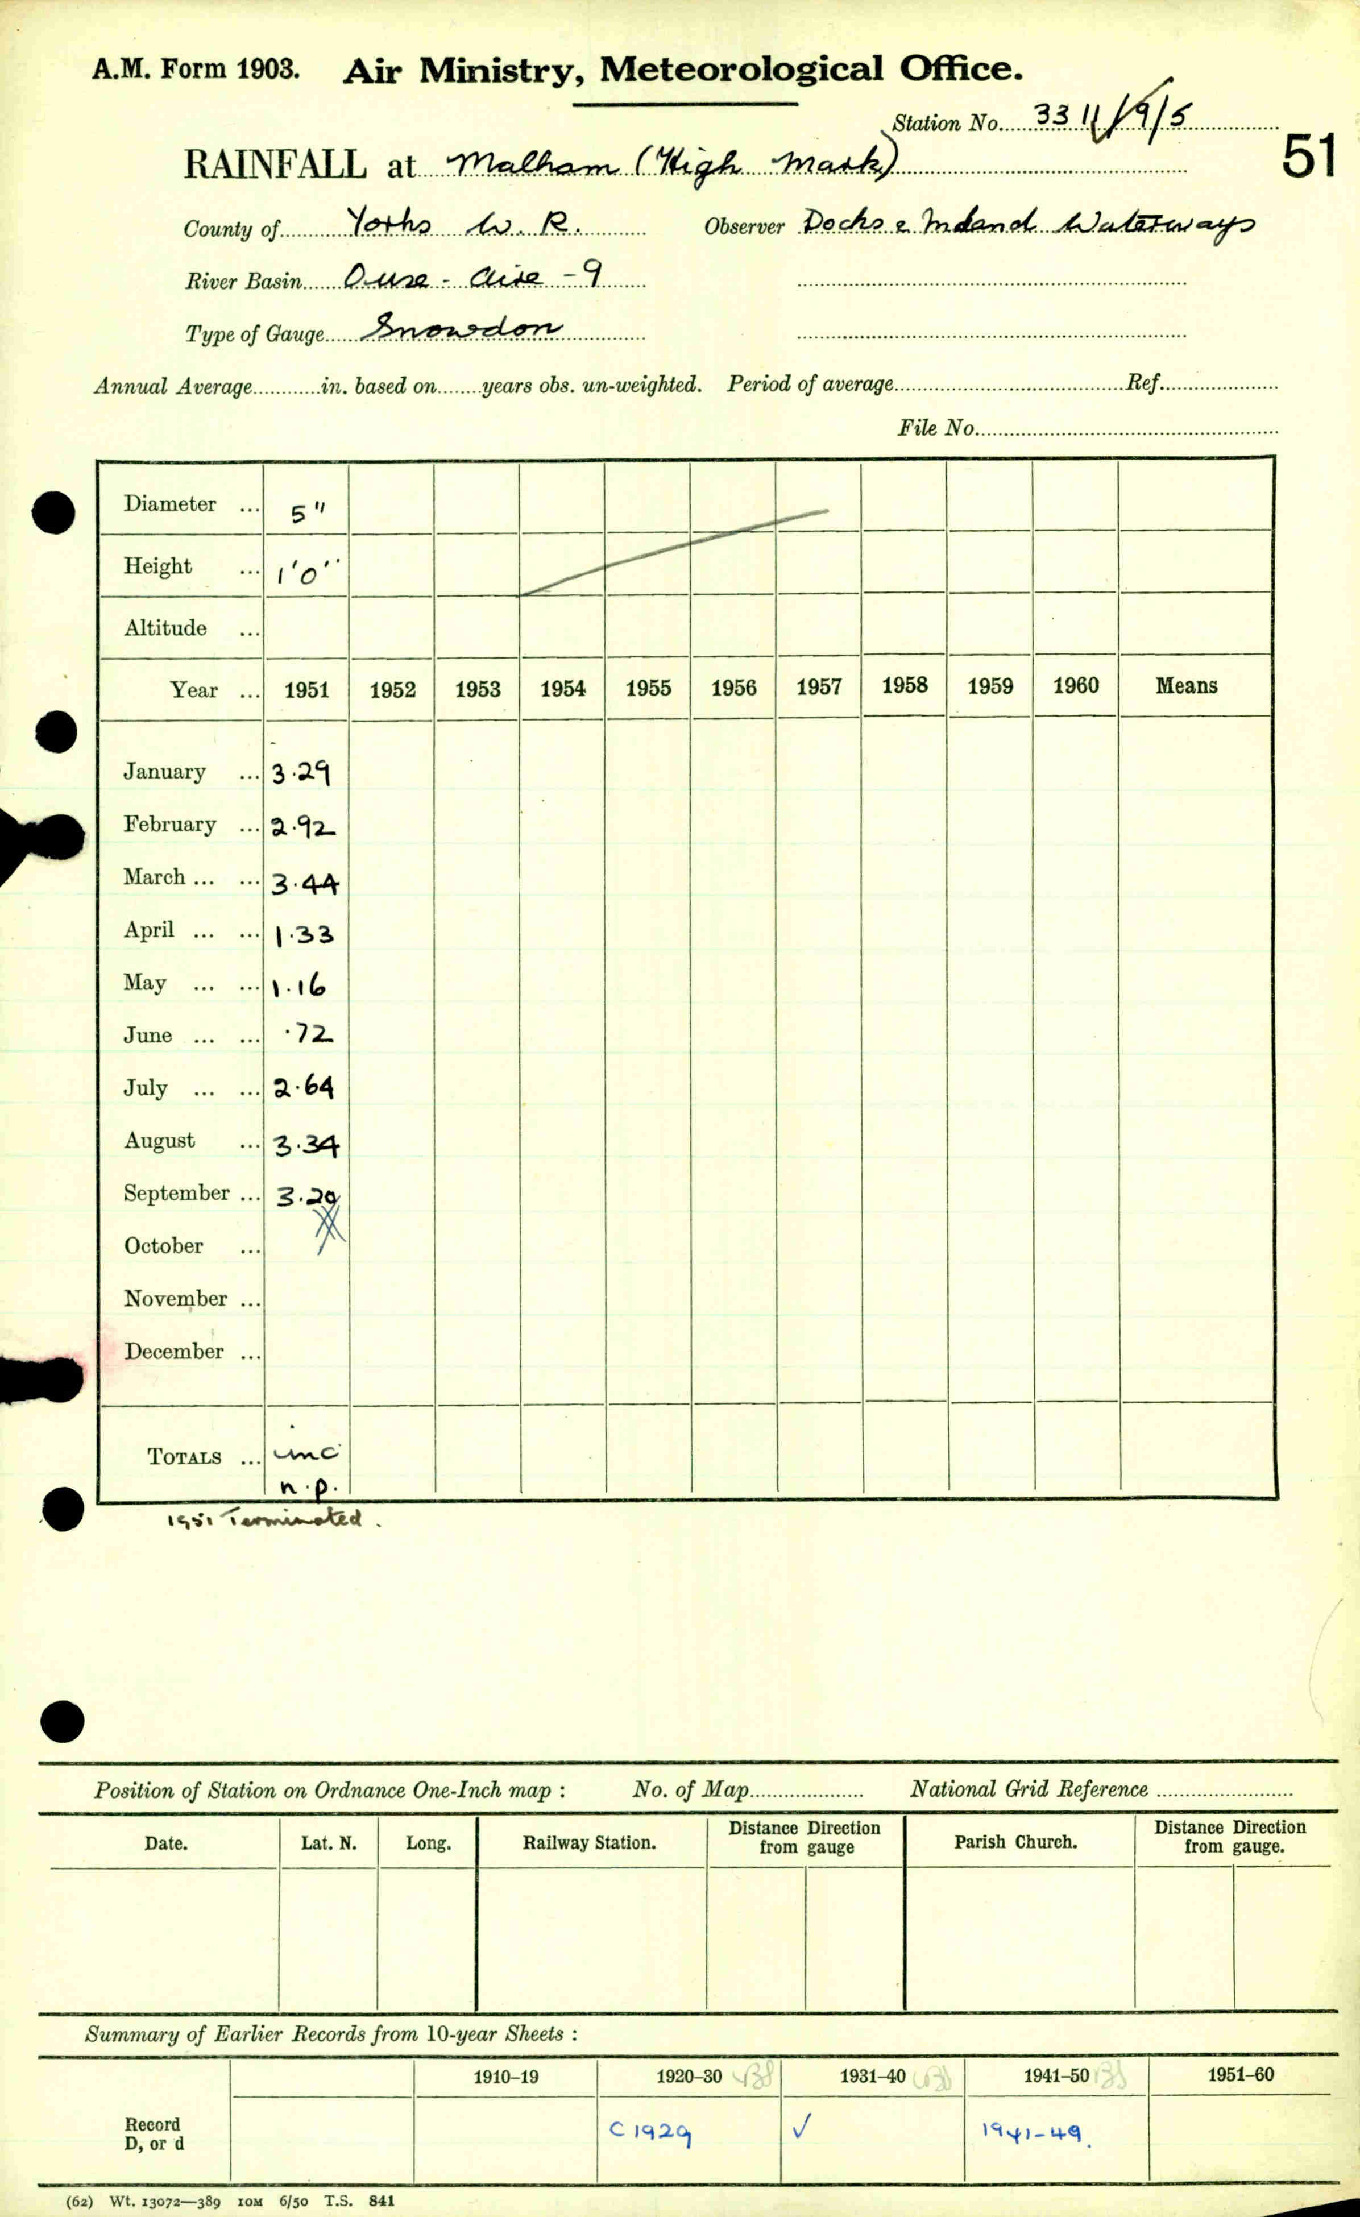 A.M. Form 1903. Air Ministry, Meteorological Office.
Station No. 3311/9/5
51
RAINFALL at Malham (High Mark)
County of Yorks W. R. Observer Docks & Inland Waterways
River Basin Ouse - Aire - 9
Type of Gauge Snowdon
Annual Average............in. based on........years obs. un-weighted. Period of average............ Ref............
File No............
Diameter ... 5"
Height ... 1'0"
Altitude ...
Year ... 1951 1952 1953 1954 1955 1956 1957 1958 1959 1960 Means
January ... 3.29
February ... 2.92
March ... ... 3.44
April ... ... 1.33
May ... ... 1.16
June ... ... .72
July ... ... 2.64
August ... 3.34
September ... 3.29
October ...
November ...
December ...
TOTALS ... inc
n.p.
1951 Terminated.
Position of Station on Ordnance One-Inch map : No. of Map............ National Grid Reference ............
Date. Lat. N. Long. Railway Station. Distance Direction from gauge Parish Church. Distance Direction from gauge.
Summary of Earlier Records from 10-year Sheets :
1910–19 1920–30 1931–40 1941–50 1951–60
Record
D, or d C 1929 ✓ 1941-49.
(62) Wt. 13072—389 10M 6/50 T.S. 841